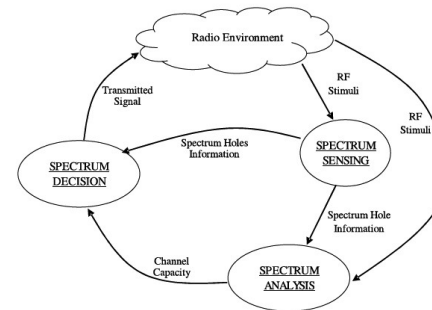 Radio Environment
Transmitted
Signal
RF
Stimuli
RF
Stimuli
SPECTRUM
DECISION
Spectrum Holes
Information
SPECTRUM
SENSING
Spectrum Hole
Information
Channel
Capacity
SPECTRUM
ANALYSIS